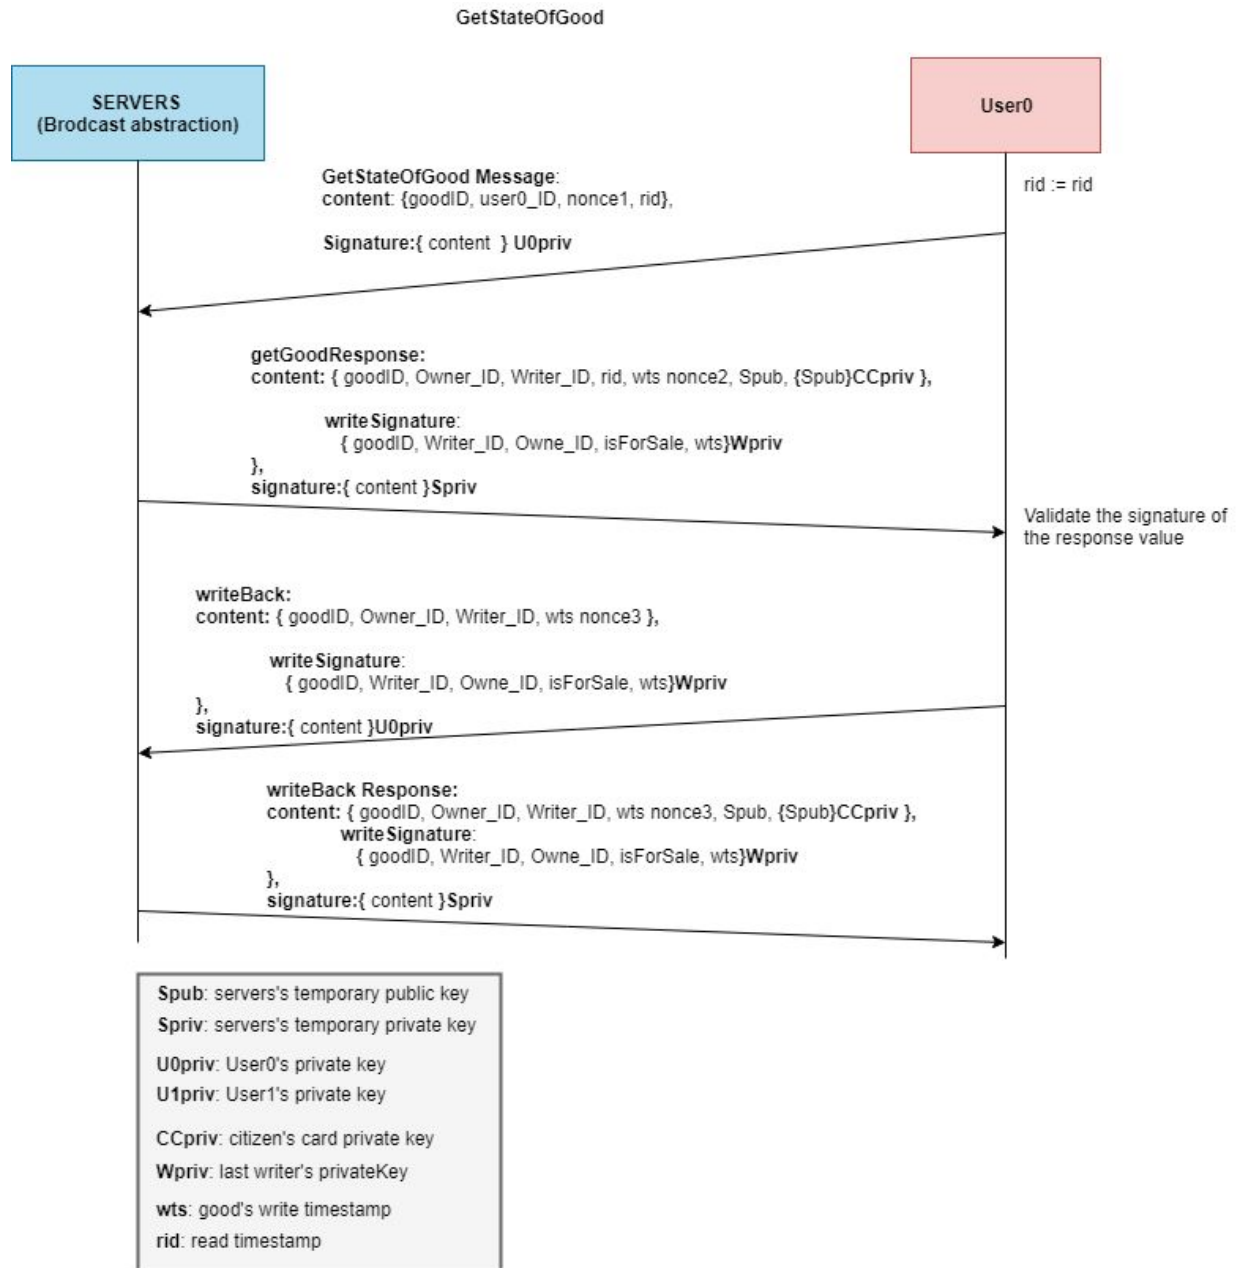 GetStateOfGood
SERVERS
(Brodcast abstraction)
User0
GetStateOfGood Message:
content: {goodID, user0_ID, nonce1, rid},
Signature:{ content } U0priv
rid := rid
getGoodResponse:
content: { goodID, Owner_ID, Writer_ID, rid, wts nonce2, Spub, {Spub}CCpriv },
writeSignature:
{ goodID, Writer_ID, Owne_ID, isForSale, wts}Wpriv
},
signature:{ content }Spriv
Validate the signature of
the response value
writeBack:
content: { goodID, Owner_ID, Writer_ID, wts nonce3 },
writeSignature:
{ goodID, Writer_ID, Owne_ID, isForSale, wts}Wpriv
},
signature:{ content }U0priv
writeBack Response:
content: { goodID, Owner_ID, Writer_ID, wts nonce3, Spub, {Spub}CCpriv },
writeSignature:
{ goodID, Writer_ID, Owne_ID, isForSale, wts}Wpriv
},
signature:{ content }Spriv
Spub: servers's temporary public key
Spriv: servers's temporary private key
U0priv: User0's private key
U1priv: User1's private key
CCpriv: citizen's card private key
Wpriv: last writer's privateKey
wts: good's write timestamp
rid: read timestamp